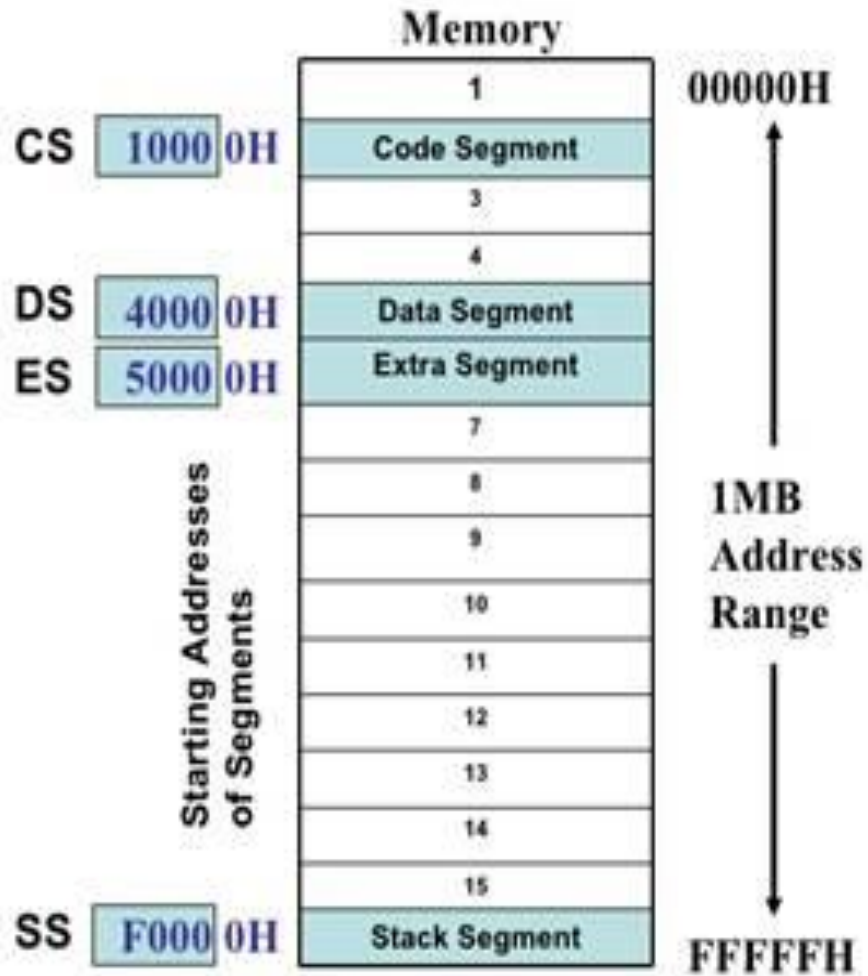 Memory
1
00000H
CS 1000 0H Code Segment
3
4
DS 4000 0H Data Segment
ES 5000 0H Extra Segment
7
8
9
10
11
12
13
14
15
SS F000 0H Stack Segment
FFFFFH
1MB
Address
Range
Starting Addresses
of Segments